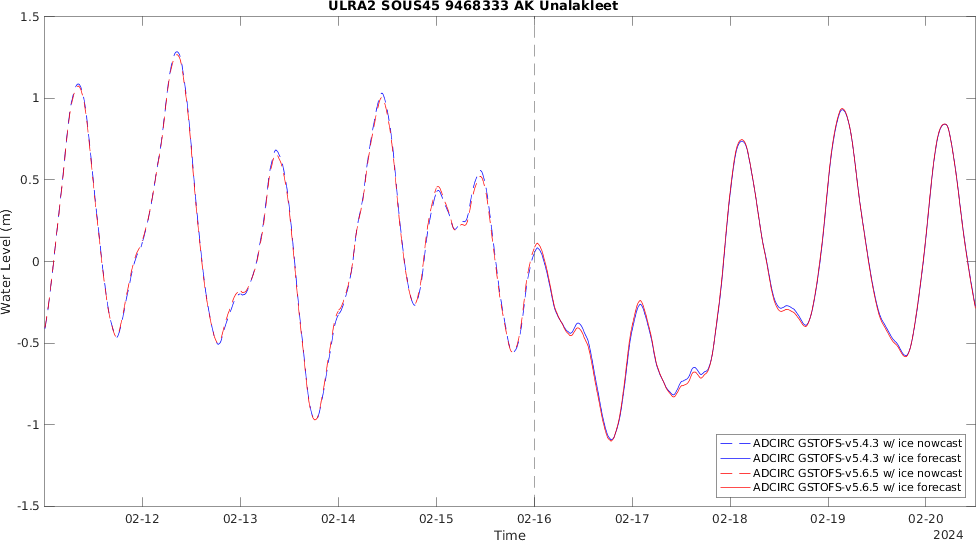 ULRA2 SOUS45 9468333 AK Unalakleet
1.5
1
0.5
0
-0.5
-1
-1.5
Water Level (m)
ADCIRC GSTOFS-v5.4.3 w/ ice nowcast
ADCIRC GSTOFS-v5.4.3 w/ ice forecast
ADCIRC GSTOFS-v5.6.5 w/ ice nowcast
ADCIRC GSTOFS-v5.6.5 w/ ice forecast
02-12 02-13 02-14 02-15 02-16 02-17 02-18 02-19 02-20
Time
2024